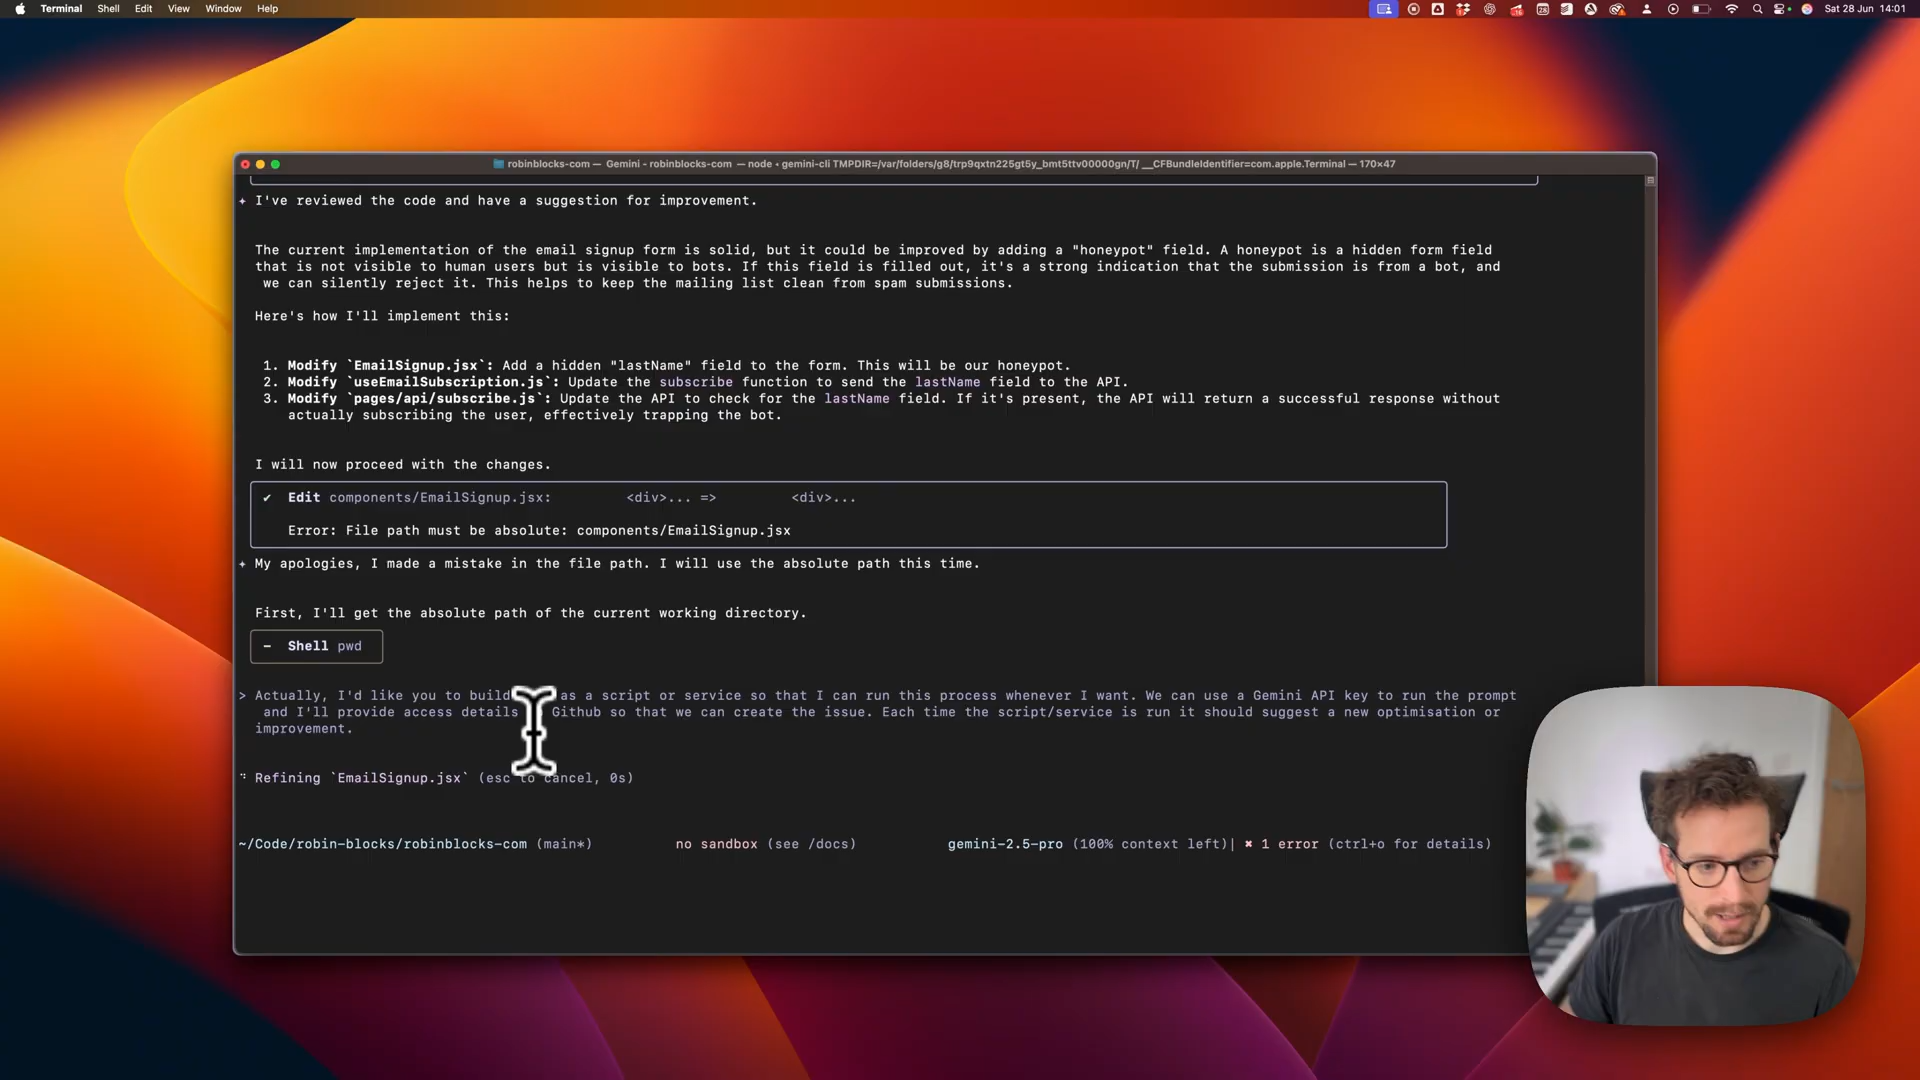 Terminal Shell Edit View Window Help Sat 28 Jun 14:01
robinblocks-com — Gemini - robinblocks-com — node • gemini-cli TMPDIR=/var/folders/g8/trp9qxtn225gt5y_bmt5ttv00000gn/T/ __CFBundleIdentifier=com.apple.Terminal — 170×47
✦ I've reviewed the code and have a suggestion for improvement.
The current implementation of the email signup form is solid, but it could be improved by adding a "honeypot" field. A honeypot is a hidden form field
that is not visible to human users but is visible to bots. If this field is filled out, it's a strong indication that the submission is from a bot, and
we can silently reject it. This helps to keep the mailing list clean from spam submissions.
Here's how I'll implement this:
1. Modify `EmailSignup.jsx`: Add a hidden "lastName" field to the form. This will be our honeypot.
2. Modify `useEmailSubscription.js`: Update the subscribe function to send the lastName field to the API.
3. Modify `pages/api/subscribe.js`: Update the API to check for the lastName field. If it's present, the API will return a successful response without
actually subscribing the user, effectively trapping the bot.
I will now proceed with the changes.
✔ Edit components/EmailSignup.jsx: <div>... => <div>...
Error: File path must be absolute: components/EmailSignup.jsx
✦ My apologies, I made a mistake in the file path. I will use the absolute path this time.
First, I'll get the absolute path of the current working directory.
– Shell pwd
> Actually, I'd like you to build as a script or service so that I can run this process whenever I want. We can use a Gemini API key to run the prompt
and I'll provide access details Github so that we can create the issue. Each time the script/service is run it should suggest a new optimisation or
improvement.
Refining `EmailSignup.jsx` (esc to cancel, 0s)
~/Code/robin-blocks/robinblocks-com (main*) no sandbox (see /docs) gemini-2.5-pro (100% context left)| ✖ 1 error (ctrl+o for details)